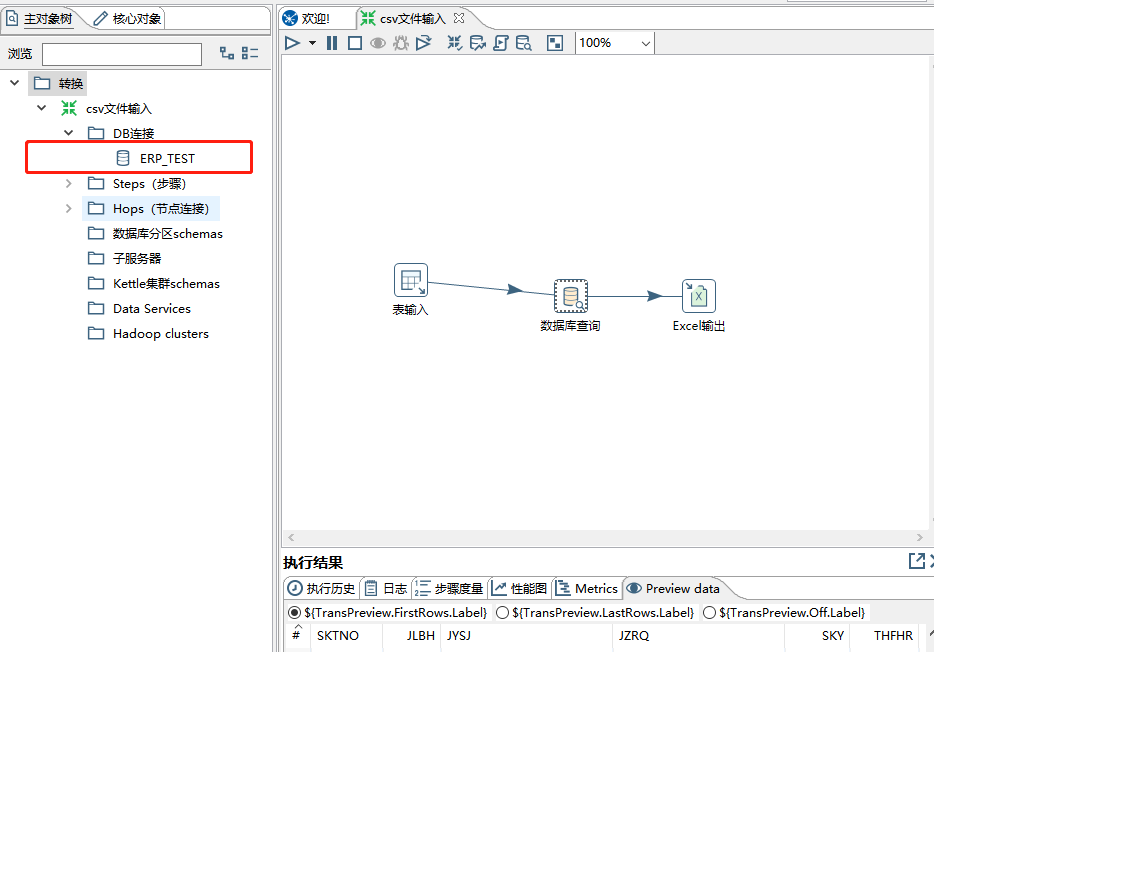 主对象树 核心对象
浏览
转换
csv文件输入
DB连接
ERP_TEST
Steps（步骤）
Hops（节点连接）
数据库分区schemas
子服务器
Kettle集群schemas
Data Services
Hadoop clusters
欢迎! csv文件输入
100%
表输入
数据库查询
Excel输出
执行结果
执行历史 日志 步骤度量 性能图 Metrics Preview data
${TransPreview.FirstRows.Label} ${TransPreview.LastRows.Label} ${TransPreview.Off.Label}
# SKTNO JLBH JYSJ JZRQ SKY THFHR